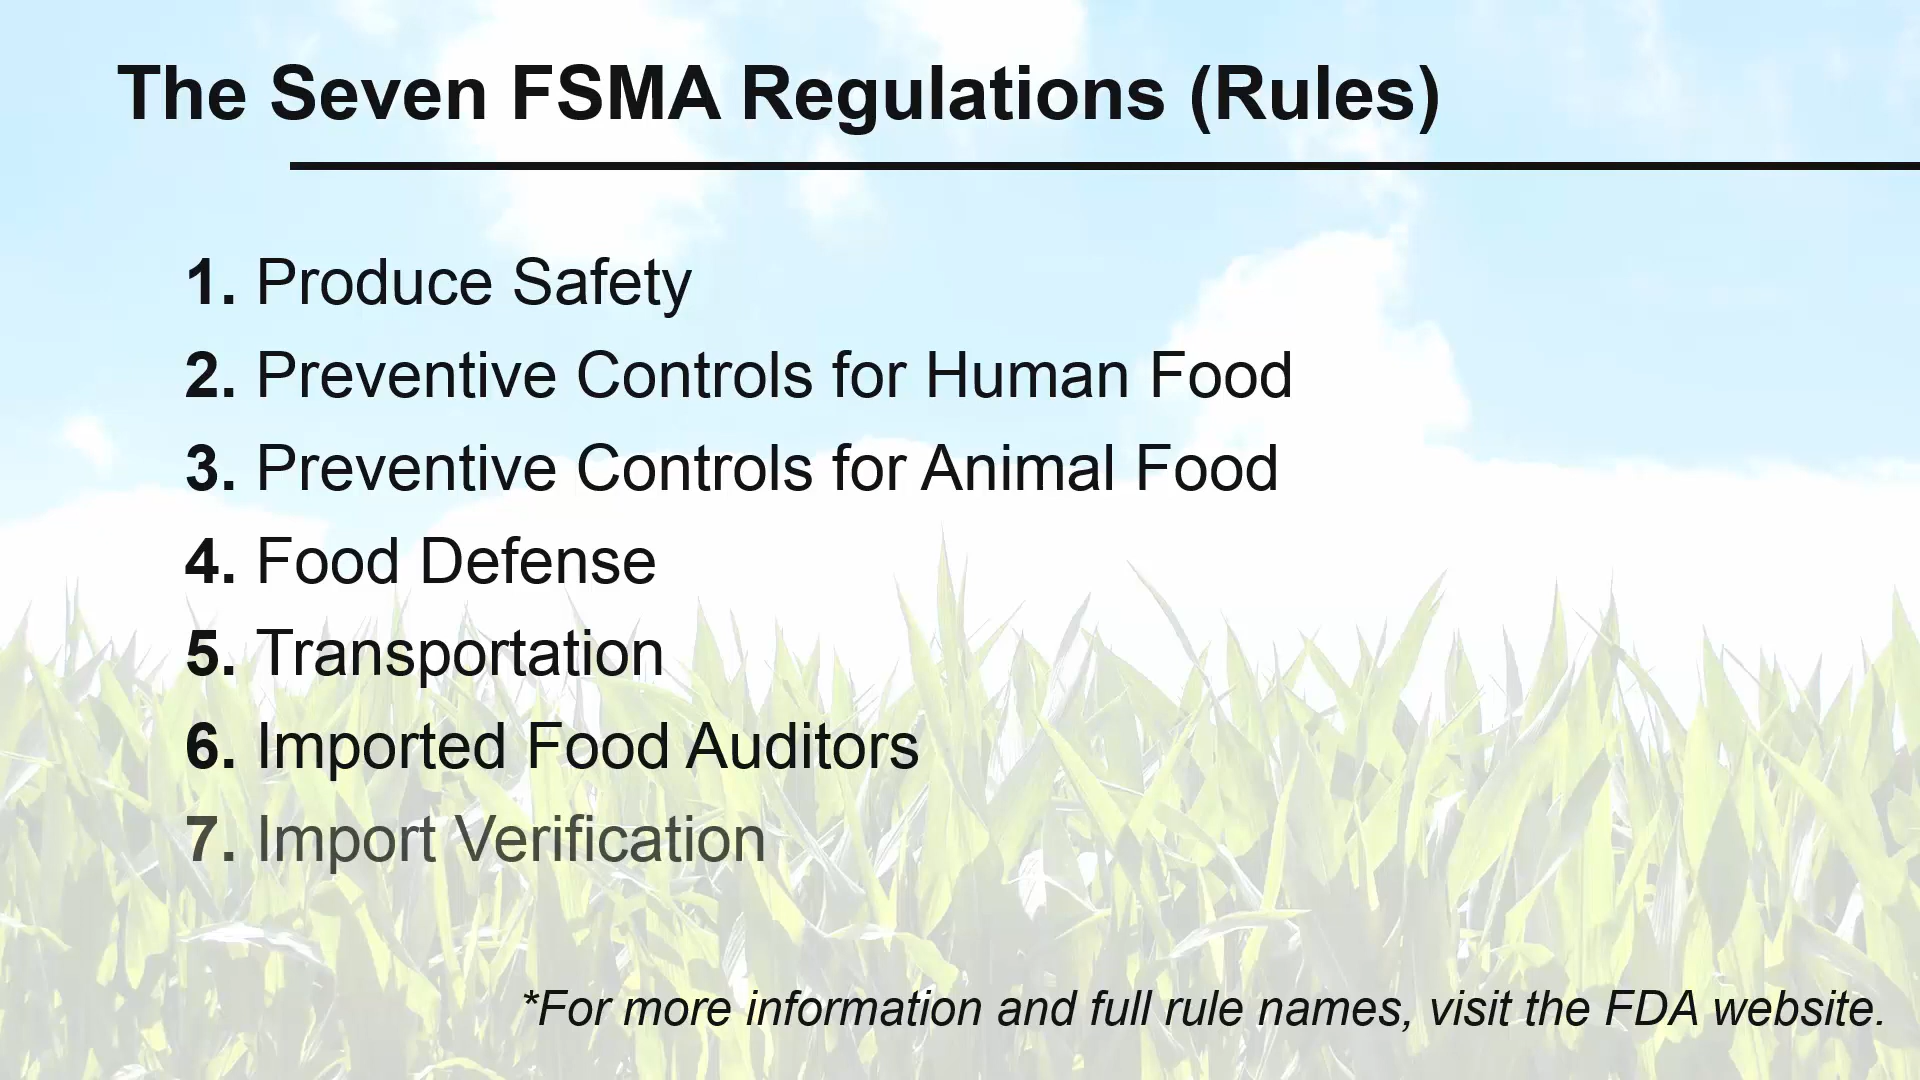 The Seven FSMA Regulations (Rules)
1. Produce Safety
2. Preventive Controls for Human Food
3. Preventive Controls for Animal Food
4. Food Defense
5. Transportation
6. Imported Food Auditors
7. Import Verification
*For more information and full rule names, visit the FDA website.